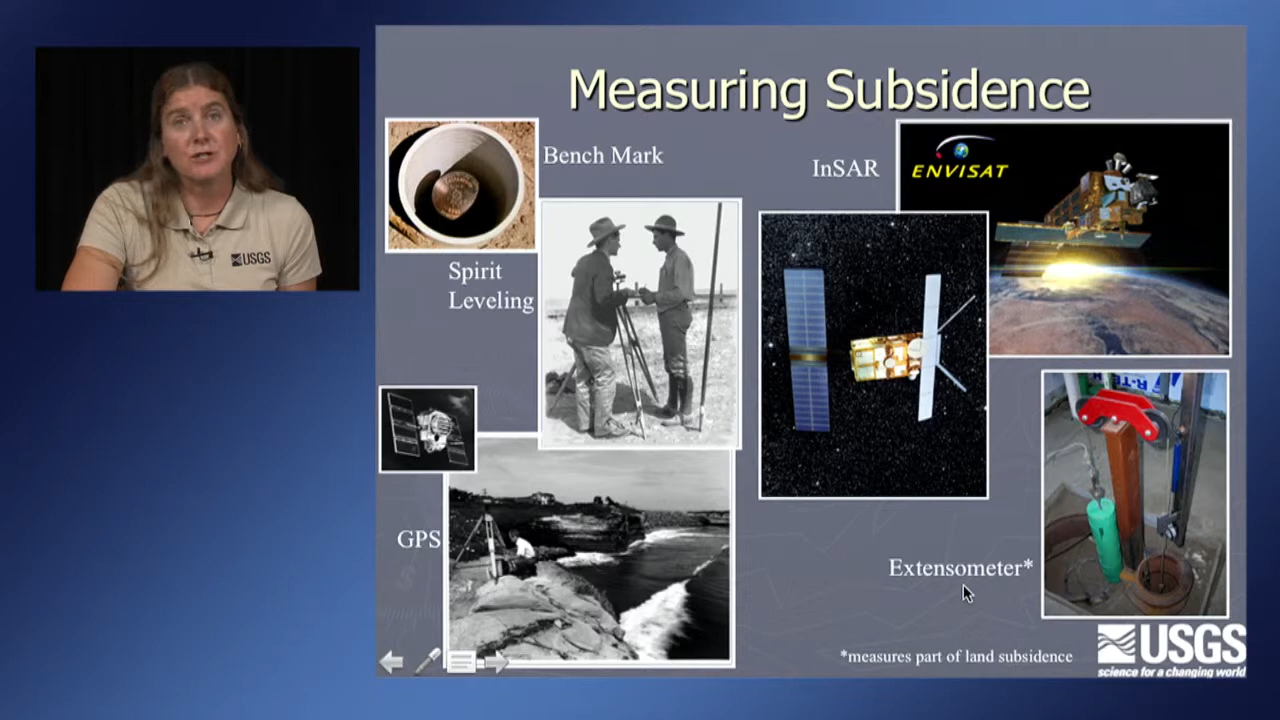 Measuring Subsidence
Bench Mark
InSAR
ENVISAT
Spirit
Leveling
USGS
GPS
Extensometer*
*measures part of land subsidence
USGS
science for a changing world